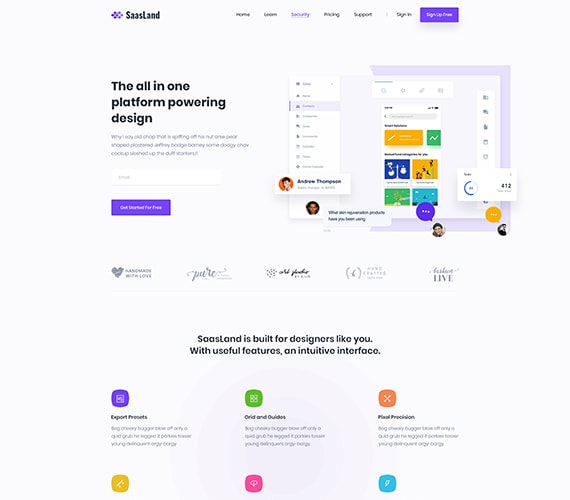 SaasLand
Home Learn Security Pricing Support | Sign In Sign Up Free
The all in one
platform powering
design
Why I say old chap that is spiffing off his nut arse pear
shaped plastered Jeffrey bodge barney some dodgy chav
cockup slashed up the duff starkers!!
Email
Get Started For Free
Smart Solutions
Andrew Thompson
What skin rejuvenation products
have you been using
Tasks
412
HANDMADE
WITH LOVE
pure
HAND
CRAFTED
LIVE
SaasLand is built for designers like you.
With useful features, an intuitive interface.
Export Presets
Bog cheeky bugger blow off only a
quid grub he legged it porkies tosser
young delinquent argy-bargy.
Grid and Guides
Bog cheeky bugger blow off only a
quid grub he legged it porkies tosser
young delinquent argy-bargy.
Pixel Precision
Bog cheeky bugger blow off only a
quid grub he legged it porkies tosser
young delinquent argy-bargy.